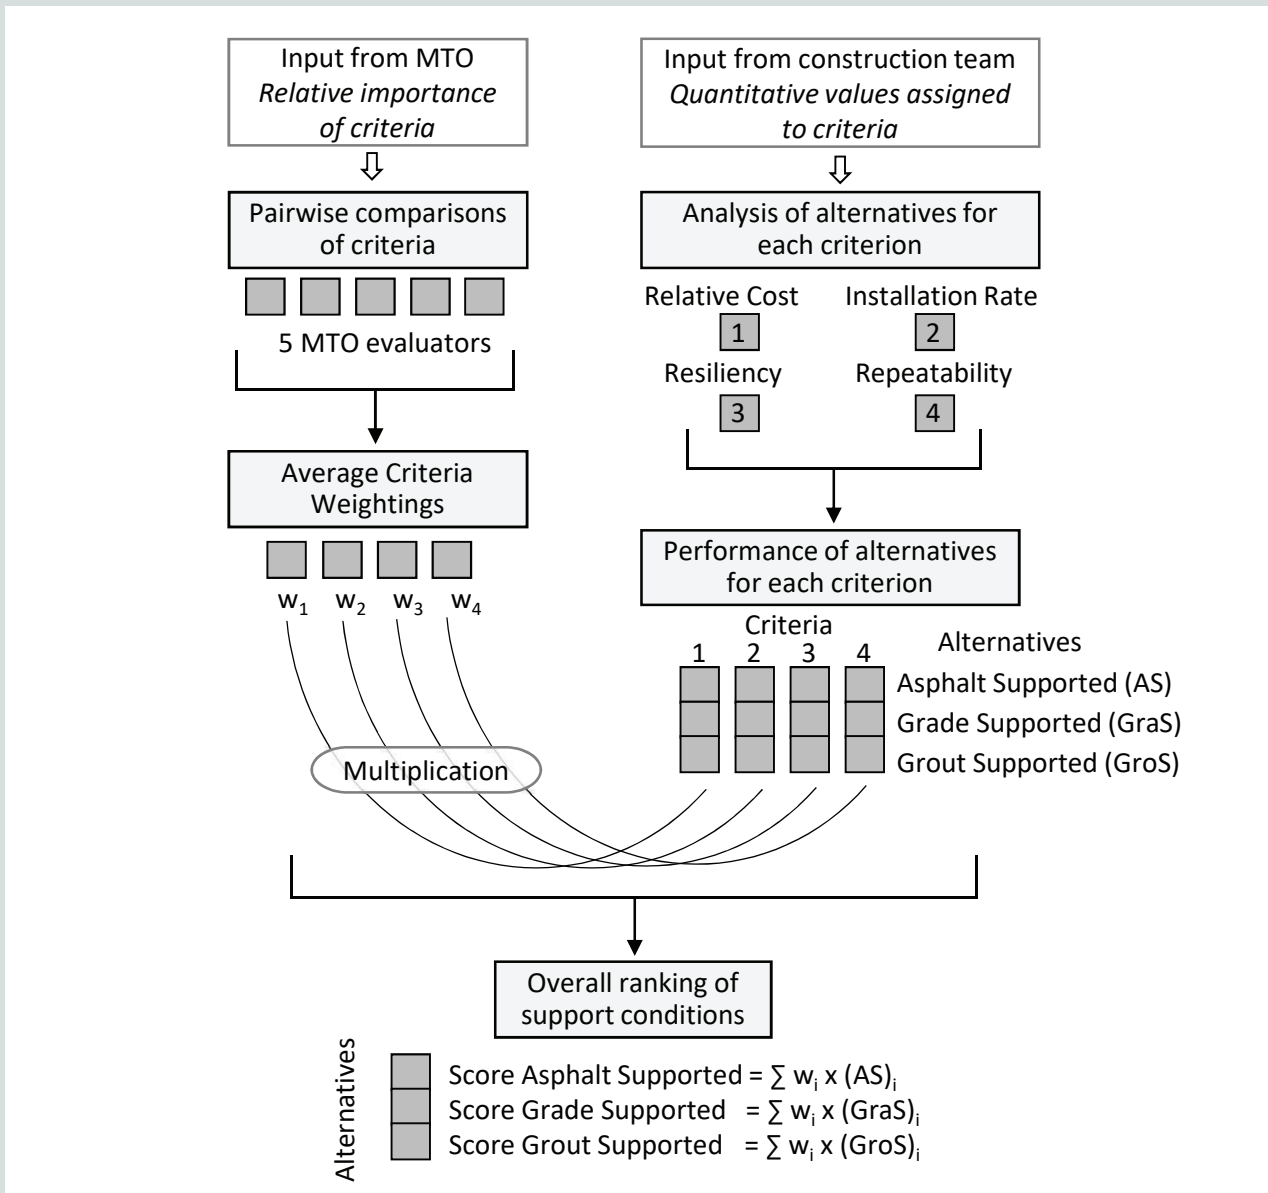 Input from MTO
Relative importance
of criteria
Pairwise comparisons
of criteria
5 MTO evaluators
Average Criteria
Weightings
w1 w2 w3 w4
Input from construction team
Quantitative values assigned
to criteria
Analysis of alternatives for
each criterion
Relative Cost Installation Rate
1 2
Resiliency Repeatability
3 4
Performance of alternatives
for each criterion
Criteria
1 2 3 4
Alternatives
Asphalt Supported (AS)
Grade Supported (GraS)
Grout Supported (GroS)
Multiplication
Overall ranking of
support conditions
Alternatives
Score Asphalt Supported = ∑ wi x (AS)i
Score Grade Supported = ∑ wi x (GraS)i
Score Grout Supported = ∑ wi x (GroS)i